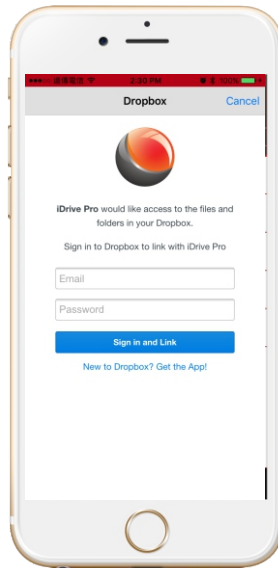 2:30 PM
100%
Dropbox
Cancel
iDrive Pro would like access to the files and
folders in your Dropbox.
Sign in to Dropbox to link with iDrive Pro
Email
Password
Sign in and Link
New to Dropbox? Get the App!